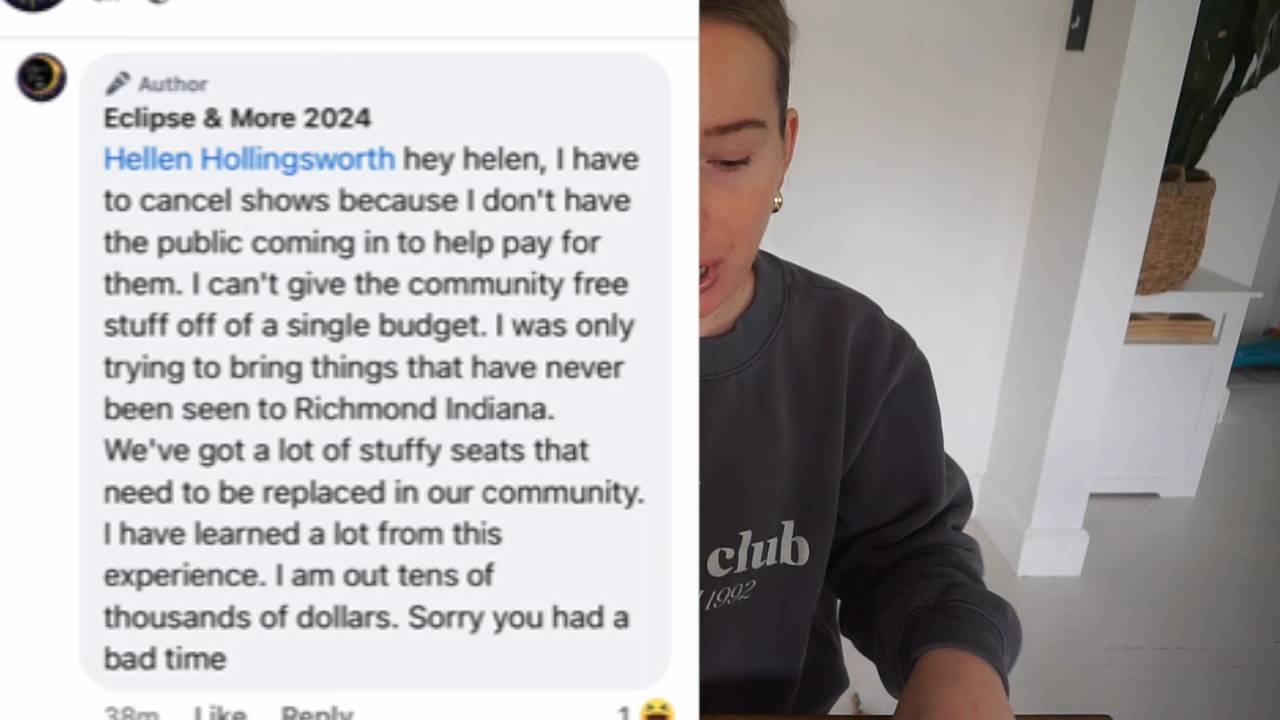 Author
Eclipse & More 2024
Hellen Hollingsworth hey helen, I have
to cancel shows because I don't have
the public coming in to help pay for
them. I can't give the community free
stuff off of a single budget. I was only
trying to bring things that have never
been seen to Richmond Indiana.
We've got a lot of stuffy seats that
need to be replaced in our community.
I have learned a lot from this
experience. I am out tens of
thousands of dollars. Sorry you had a
bad time
38m Like Reply 1
club
1992